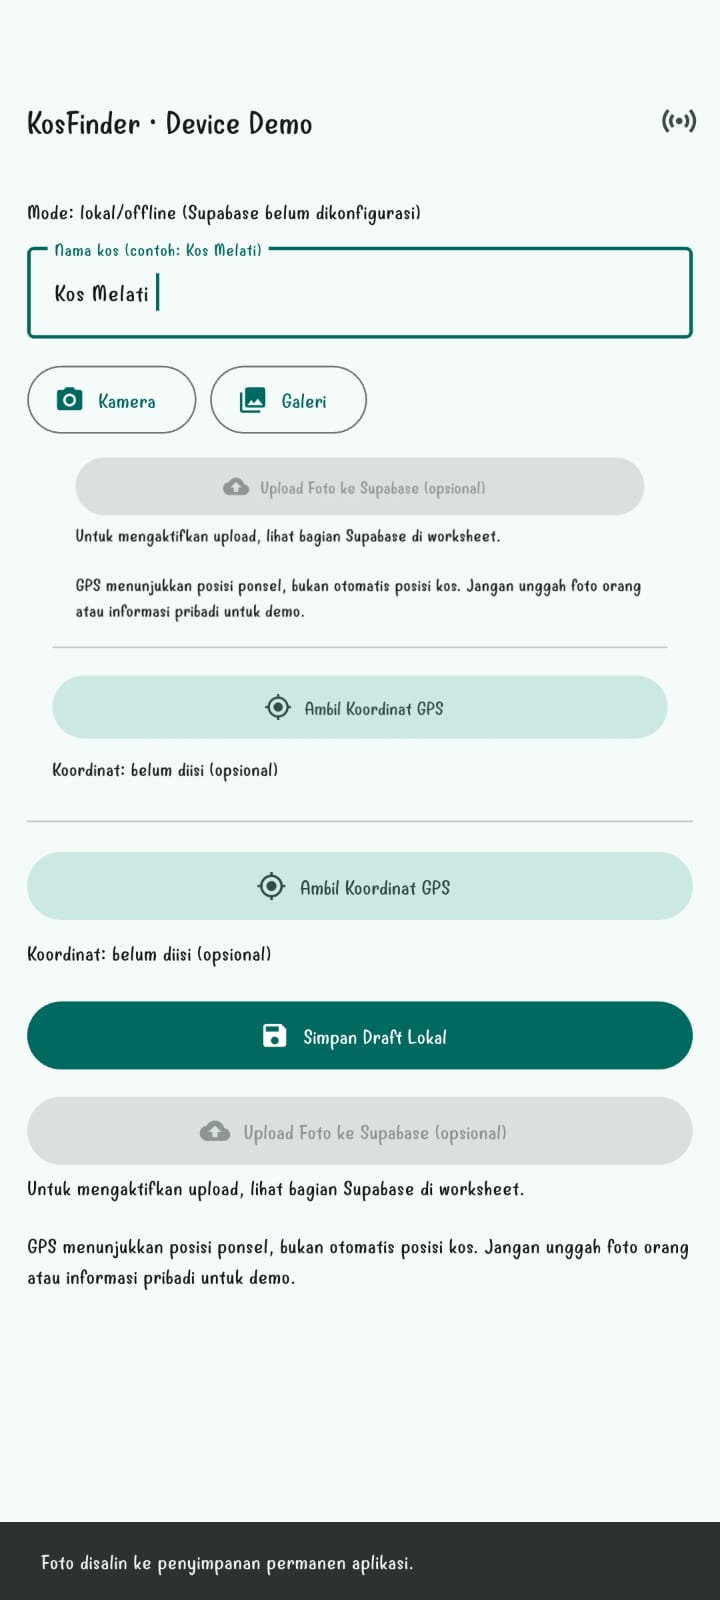 KosFinder · Device Demo
Mode: lokal/offline (Supabase belum dikonfigurasi)
Nama kos (contoh: Kos Melati)
Kos Melati
Kamera
Galeri
Upload Foto ke Supabase (opsional)
Untuk mengaktifkan upload, lihat bagian Supabase di worksheet.
GPS menunjukkan posisi ponsel, bukan otomatis posisi kos. Jangan unggah foto orang
atau informasi pribadi untuk demo.
Ambil Koordinat GPS
Koordinat: belum diisi (opsional)
Ambil Koordinat GPS
Koordinat: belum diisi (opsional)
Simpan Draft Lokal
Upload Foto ke Supabase (opsional)
Untuk mengaktifkan upload, lihat bagian Supabase di worksheet.
GPS menunjukkan posisi ponsel, bukan otomatis posisi kos. Jangan unggah foto orang
atau informasi pribadi untuk demo.
Foto disalin ke penyimpanan permanen aplikasi.